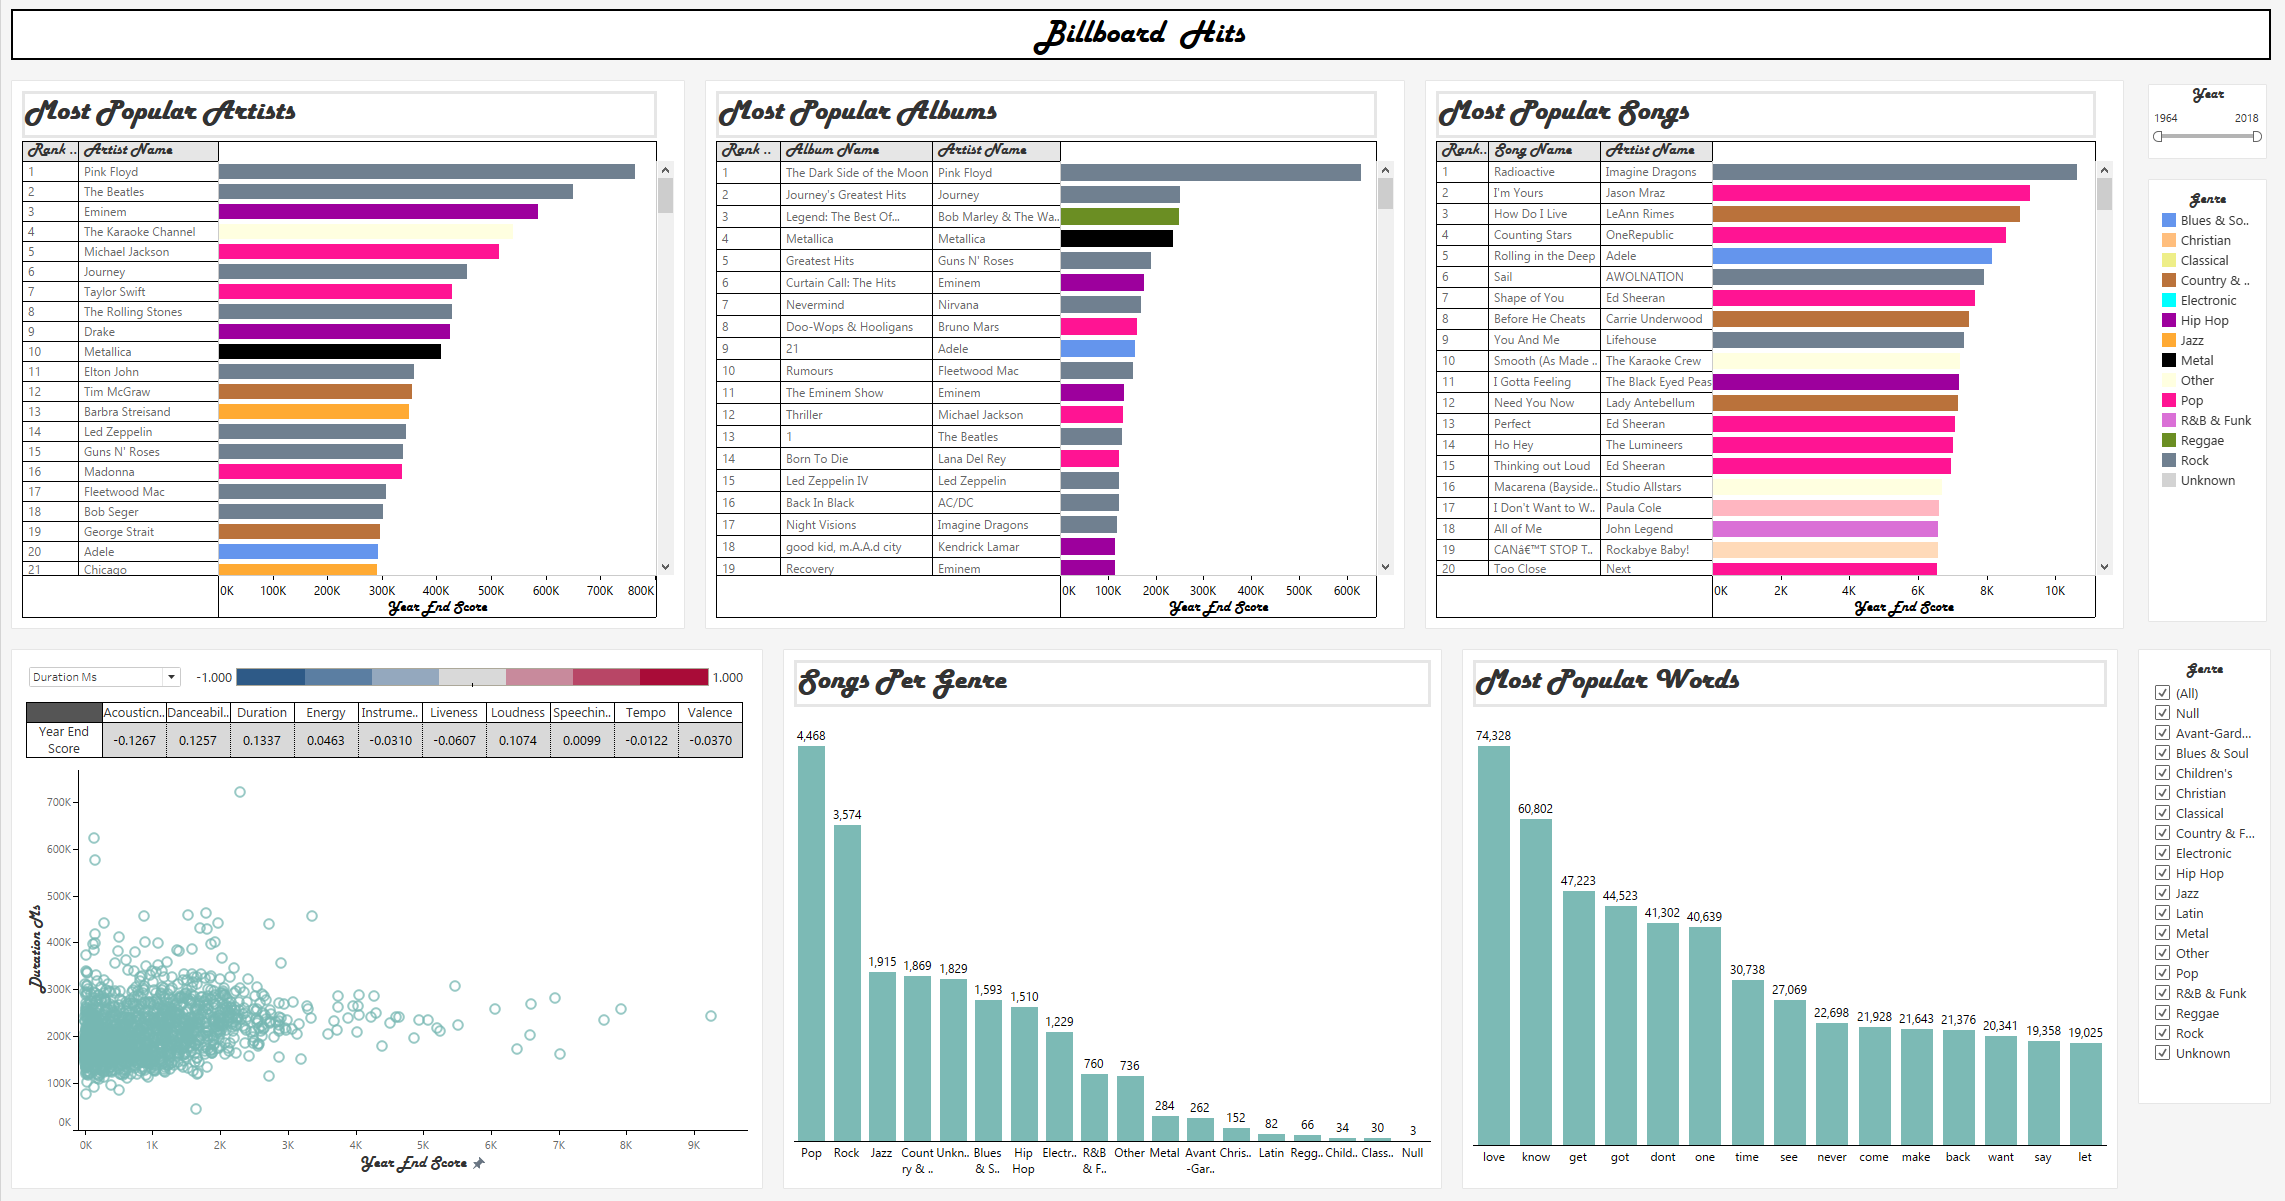 Billboard Hits
Most Popular Artists
Rank .. Artist Name
1 Pink Floyd
2 The Beatles
3 Eminem
4 The Karaoke Channel
5 Michael Jackson
6 Journey
7 Taylor Swift
8 The Rolling Stones
9 Drake
10 Metallica
11 Elton John
12 Tim McGraw
13 Barbra Streisand
14 Led Zeppelin
15 Guns N' Roses
16 Madonna
17 Fleetwood Mac
18 Bob Seger
19 George Strait
20 Adele
21 Chicago
0K 100K 200K 300K 400K 500K 600K 700K 800K
Year End Score
Most Popular Albums
Rank .. Album Name Artist Name
1 The Dark Side of the Moon Pink Floyd
2 Journey's Greatest Hits Journey
3 Legend: The Best Of... Bob Marley & The Wa..
4 Metallica Metallica
5 Greatest Hits Guns N' Roses
6 Curtain Call: The Hits Eminem
7 Nevermind Nirvana
8 Doo-Wops & Hooligans Bruno Mars
9 21 Adele
10 Rumours Fleetwood Mac
11 The Eminem Show Eminem
12 Thriller Michael Jackson
13 1 The Beatles
14 Born To Die Lana Del Rey
15 Led Zeppelin IV Led Zeppelin
16 Back In Black AC/DC
17 Night Visions Imagine Dragons
18 good kid, m.A.A.d city Kendrick Lamar
19 Recovery Eminem
0K 100K 200K 300K 400K 500K 600K
Year End Score
Most Popular Songs
Rank.. Song Name Artist Name
1 Radioactive Imagine Dragons
2 I'm Yours Jason Mraz
3 How Do I Live LeAnn Rimes
4 Counting Stars OneRepublic
5 Rolling in the Deep Adele
6 Sail AWOLNATION
7 Shape of You Ed Sheeran
8 Before He Cheats Carrie Underwood
9 You And Me Lifehouse
10 Smooth (As Made .. The Karaoke Crew
11 I Gotta Feeling The Black Eyed Peas
12 Need You Now Lady Antebellum
13 Perfect Ed Sheeran
14 Ho Hey The Lumineers
15 Thinking out Loud Ed Sheeran
16 Macarena (Bayside.. Studio Allstars
17 I Don't Want to W.. Paula Cole
18 All of Me John Legend
19 CANâ€™T STOP T.. Rockabye Baby!
20 Too Close Next
0K 2K 4K 6K 8K 10K
Year End Score
Year
1964 2018
Genre
Blues & So..
Christian
Classical
Country & ..
Electronic
Hip Hop
Jazz
Metal
Other
Pop
R&B & Funk
Reggae
Rock
Unknown
Duration Ms -1.000 1.000
Acousticn.. Danceabil.. Duration Energy Instrume.. Liveness Loudness Speechin.. Tempo Valence
Year End
Score
-0.1267 0.1257 0.1337 0.0463 -0.0310 -0.0607 0.1074 0.0099 -0.0122 -0.0370
700K
600K
500K
400K
300K
200K
100K
0K
Duration Ms
0K 1K 2K 3K 4K 5K 6K 7K 8K 9K
Year End Score
Songs Per Genre
4,468
3,574
1,915 1,869 1,829 1,593 1,510 1,229 760 736 284 262 152 82 66 34 30 3
Pop Rock Jazz Count Unkn.. Blues Hip Electr.. R&B Other Metal Avant Chris.. Latin Regg.. Child.. Class.. Null
ry & .. & S.. Hop & F.. -Gar..
Most Popular Words
74,328
60,802
47,223 44,523 41,302 40,639 30,738 27,069 22,698 21,928 21,643 21,376 20,341 19,358 19,025
love know get got dont one time see never come make back want say let
Genre
(All)
Null
Avant-Gard...
Blues & Soul
Children's
Christian
Classical
Country & F...
Electronic
Hip Hop
Jazz
Latin
Metal
Other
Pop
R&B & Funk
Reggae
Rock
Unknown